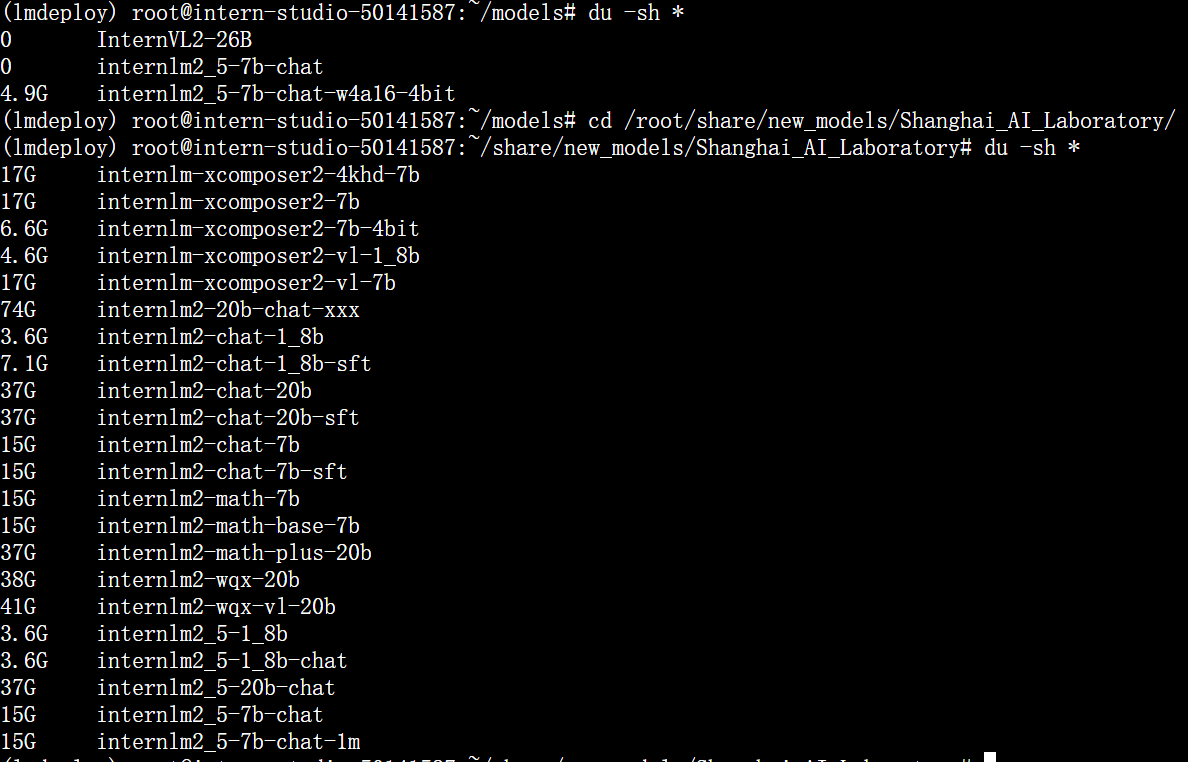 (lmdeploy) root@intern-studio-50141587:~/models# du -sh *
0 InternVL2-26B
0 internlm2_5-7b-chat
4.9G internlm2_5-7b-chat-w4a16-4bit
(lmdeploy) root@intern-studio-50141587:~/models# cd /root/share/new_models/Shanghai_AI_Laboratory/
(lmdeploy) root@intern-studio-50141587:~/share/new_models/Shanghai_AI_Laboratory# du -sh *
17G internlm-xcomposer2-4khd-7b
17G internlm-xcomposer2-7b
6.6G internlm-xcomposer2-7b-4bit
4.6G internlm-xcomposer2-vl-1_8b
17G internlm-xcomposer2-vl-7b
74G internlm2-20b-chat-xxx
3.6G internlm2-chat-1_8b
7.1G internlm2-chat-1_8b-sft
37G internlm2-chat-20b
37G internlm2-chat-20b-sft
15G internlm2-chat-7b
15G internlm2-chat-7b-sft
15G internlm2-math-7b
15G internlm2-math-base-7b
37G internlm2-math-plus-20b
38G internlm2-wqx-20b
41G internlm2-wqx-vl-20b
3.6G internlm2_5-1_8b
3.6G internlm2_5-1_8b-chat
37G internlm2_5-20b-chat
15G internlm2_5-7b-chat
15G internlm2_5-7b-chat-1m